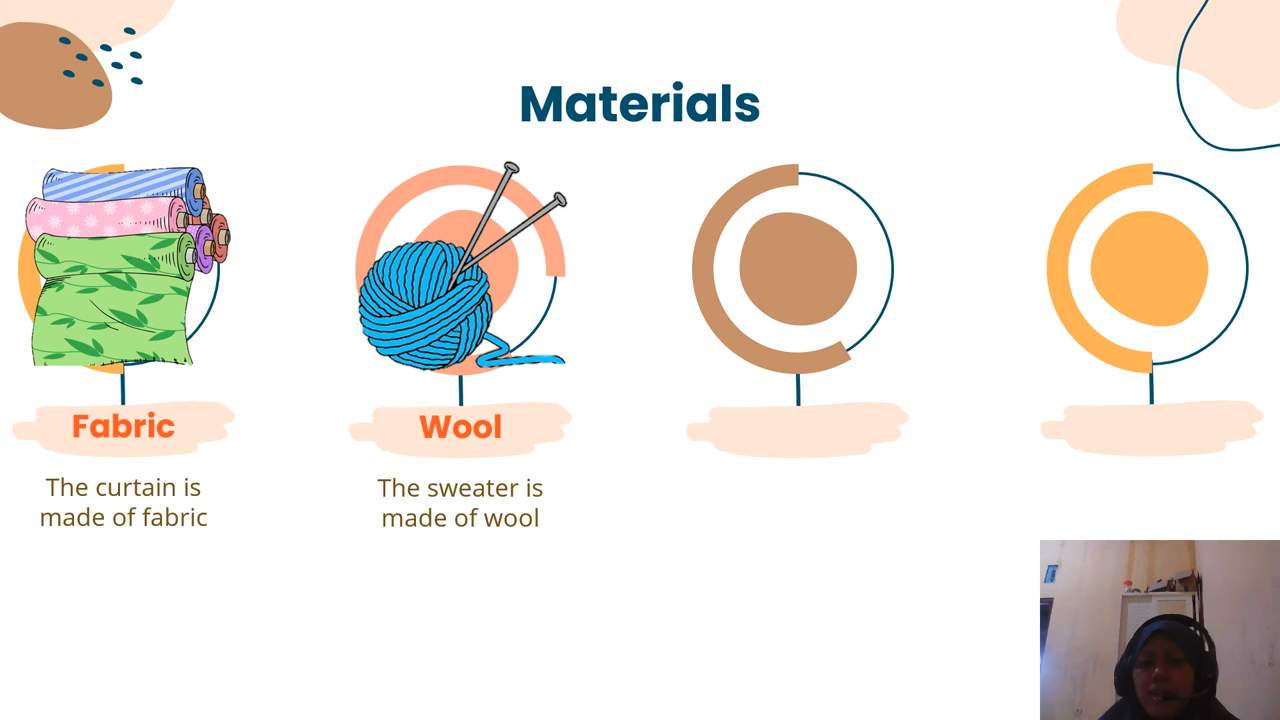 Materials
Fabric
The curtain is
made of fabric
Wool
The sweater is
made of wool